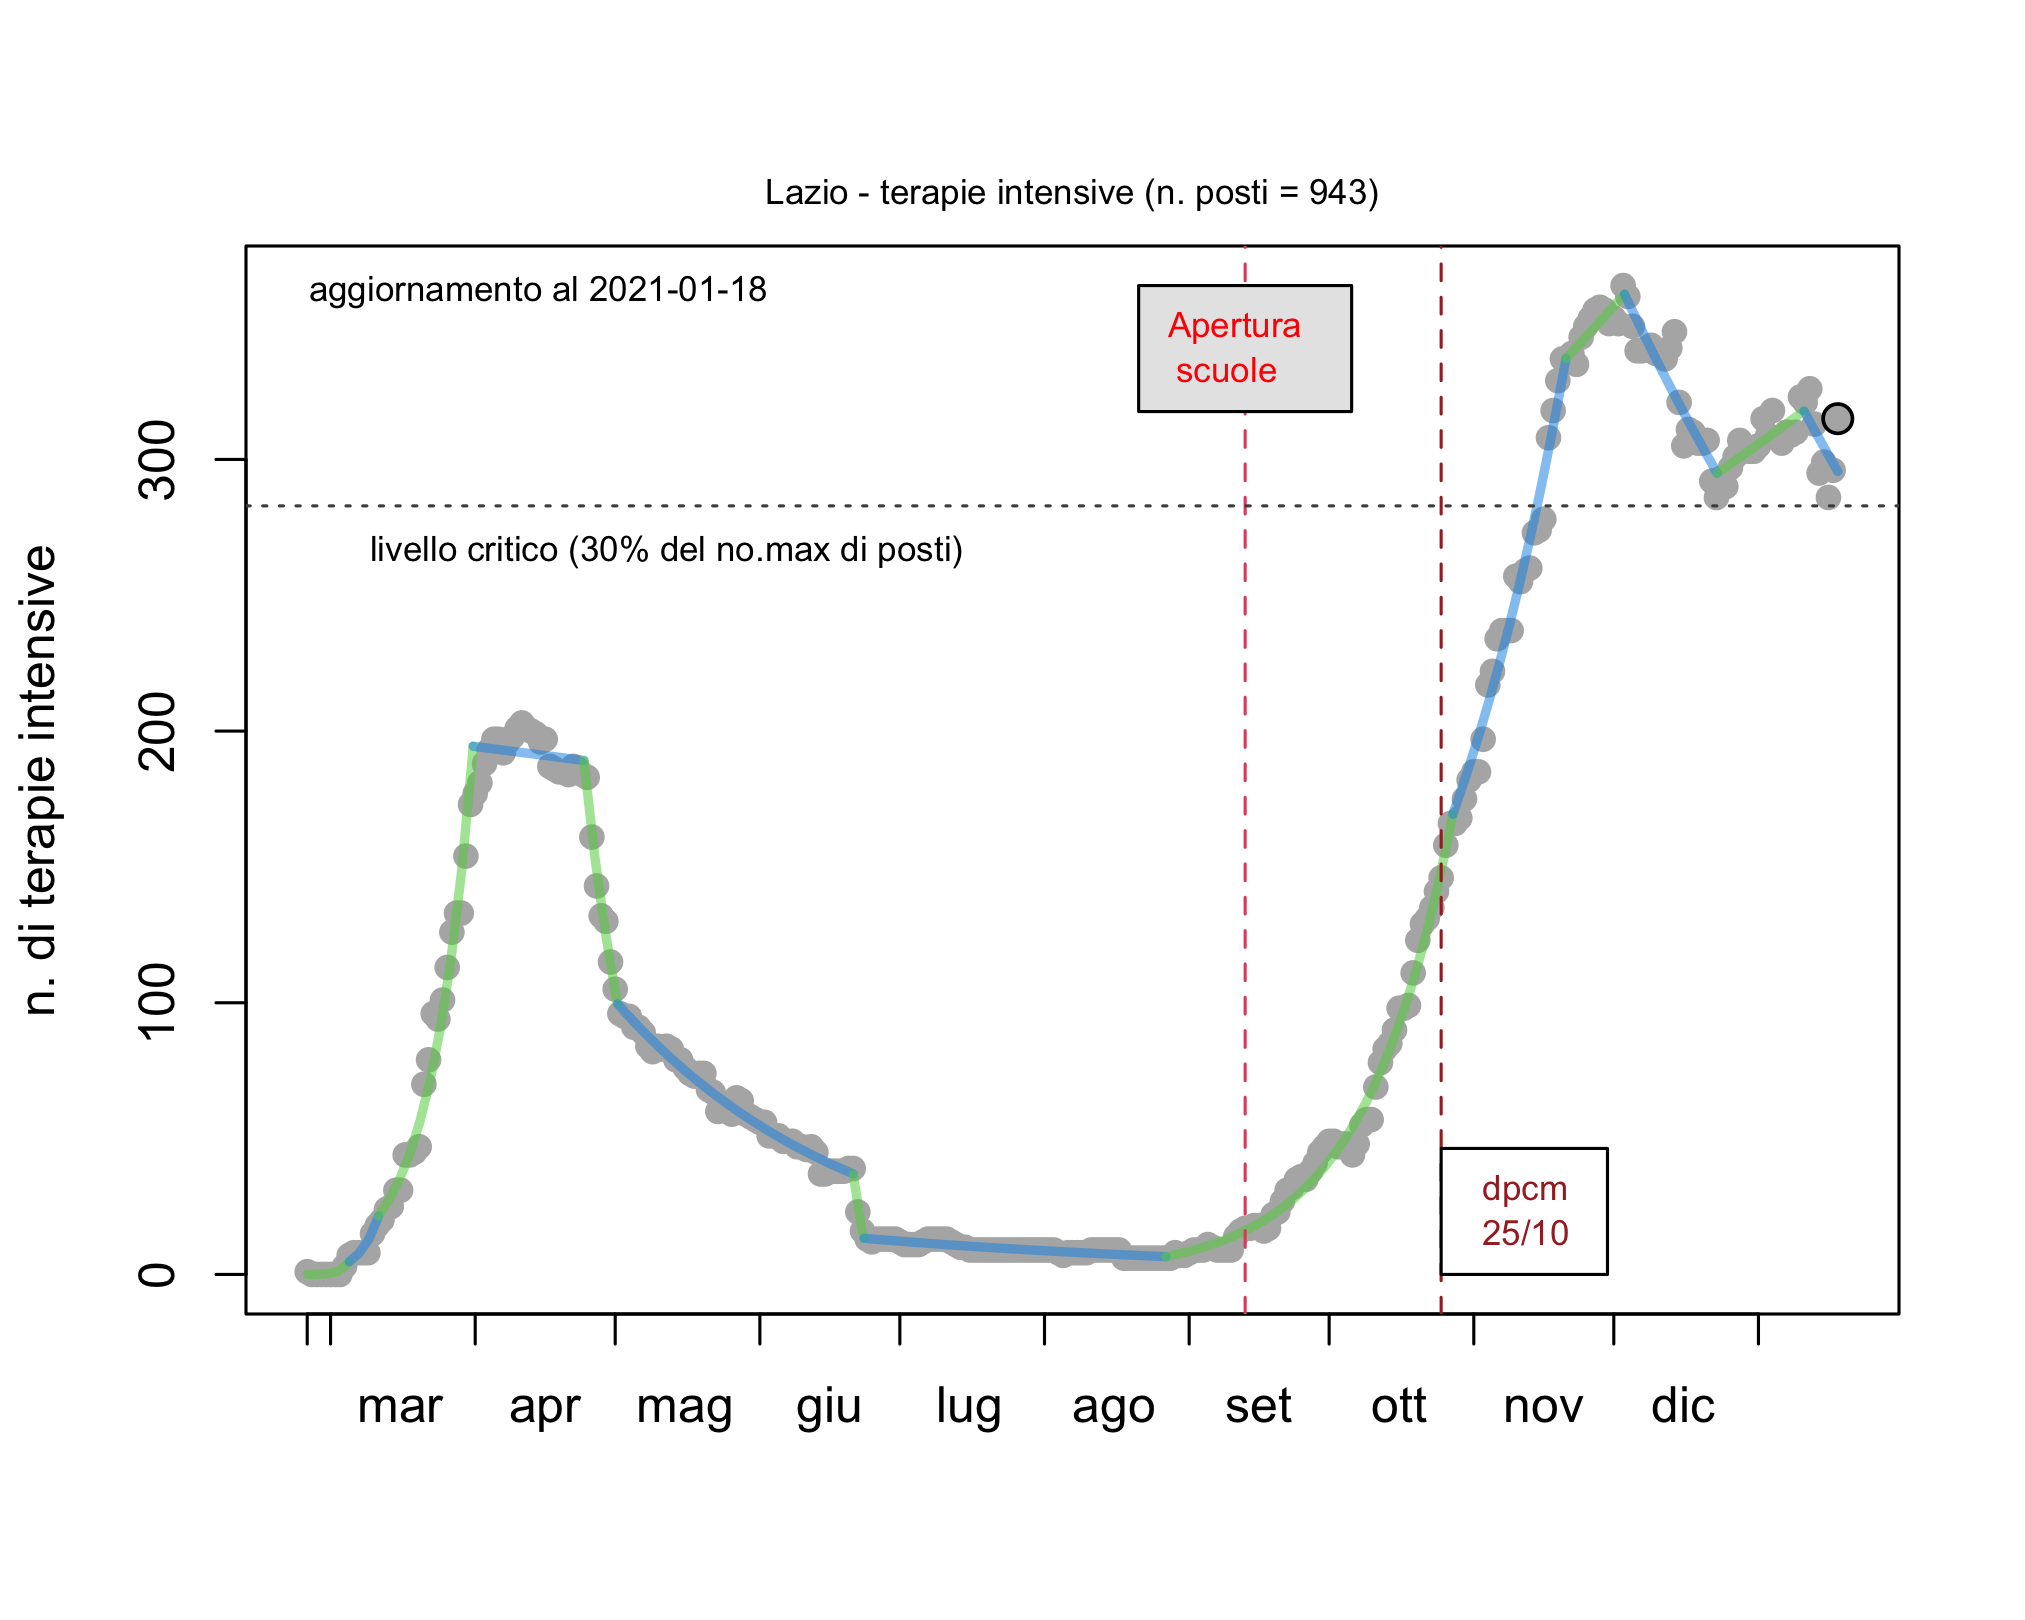 Lazio - terapie intensive (n. posti = 943)
aggiornamento al 2021-01-18
Apertura
scuole
livello critico (30% del no.max di posti)
dpcm
25/10
n. di terapie intensive
300
200
100
0
mar apr mag giu lug ago set ott nov dic